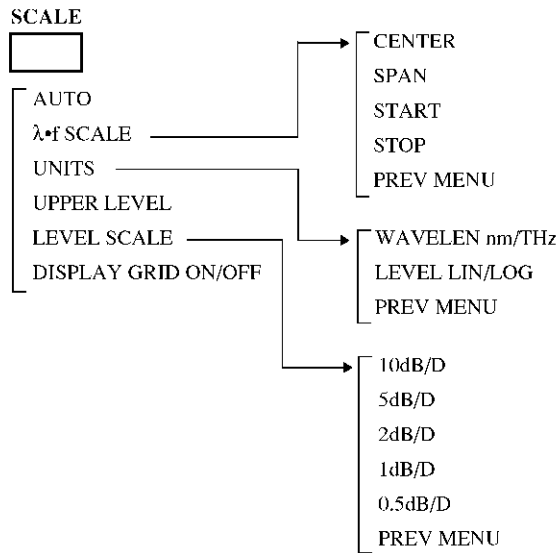 SCALE
AUTO
λ•f SCALE
UNITS
UPPER LEVEL
LEVEL SCALE
DISPLAY GRID ON/OFF
CENTER
SPAN
START
STOP
PREV MENU
WAVELEN nm/THz
LEVEL LIN/LOG
PREV MENU
10dB/D
5dB/D
2dB/D
1dB/D
0.5dB/D
PREV MENU